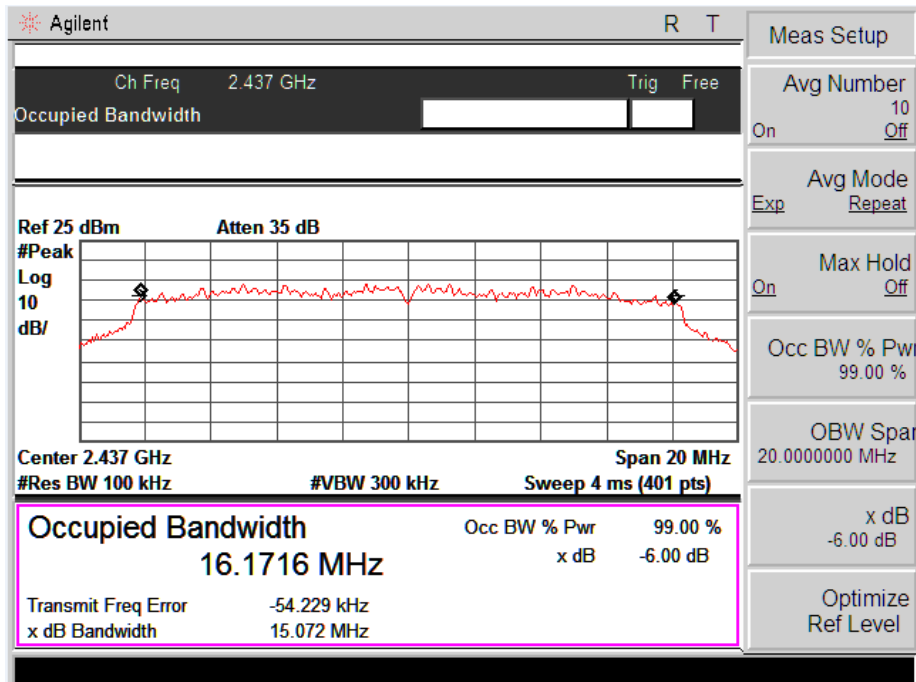 Agilent R T
Ch Freq 2.437 GHz Trig Free
Occupied Bandwidth
Ref 25 dBm Atten 35 dB
#Peak
Log
10
dB/
Center 2.437 GHz Span 20 MHz
#Res BW 100 kHz #VBW 300 kHz Sweep 4 ms (401 pts)
Occupied Bandwidth
16.1716 MHz
Occ BW % Pwr 99.00 %
x dB -6.00 dB
Transmit Freq Error -54.229 kHz
x dB Bandwidth 15.072 MHz
Meas Setup
Avg Number
10
On Off
Avg Mode
Exp Repeat
Max Hold
On Off
Occ BW % Pwr
99.00 %
OBW Span
20.0000000 MHz
x dB
-6.00 dB
Optimize
Ref Level